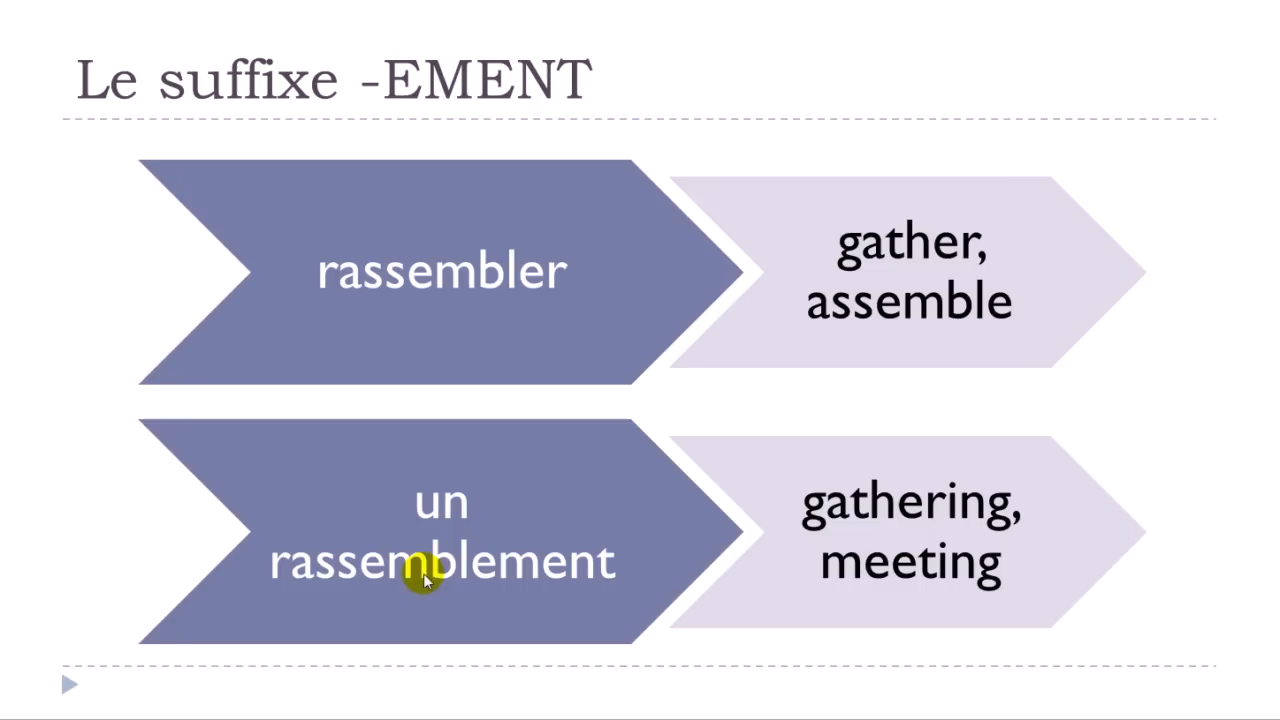 Le suffixe -EMENT
rassembler
gather,
assemble
un
rassemblement
gathering,
meeting